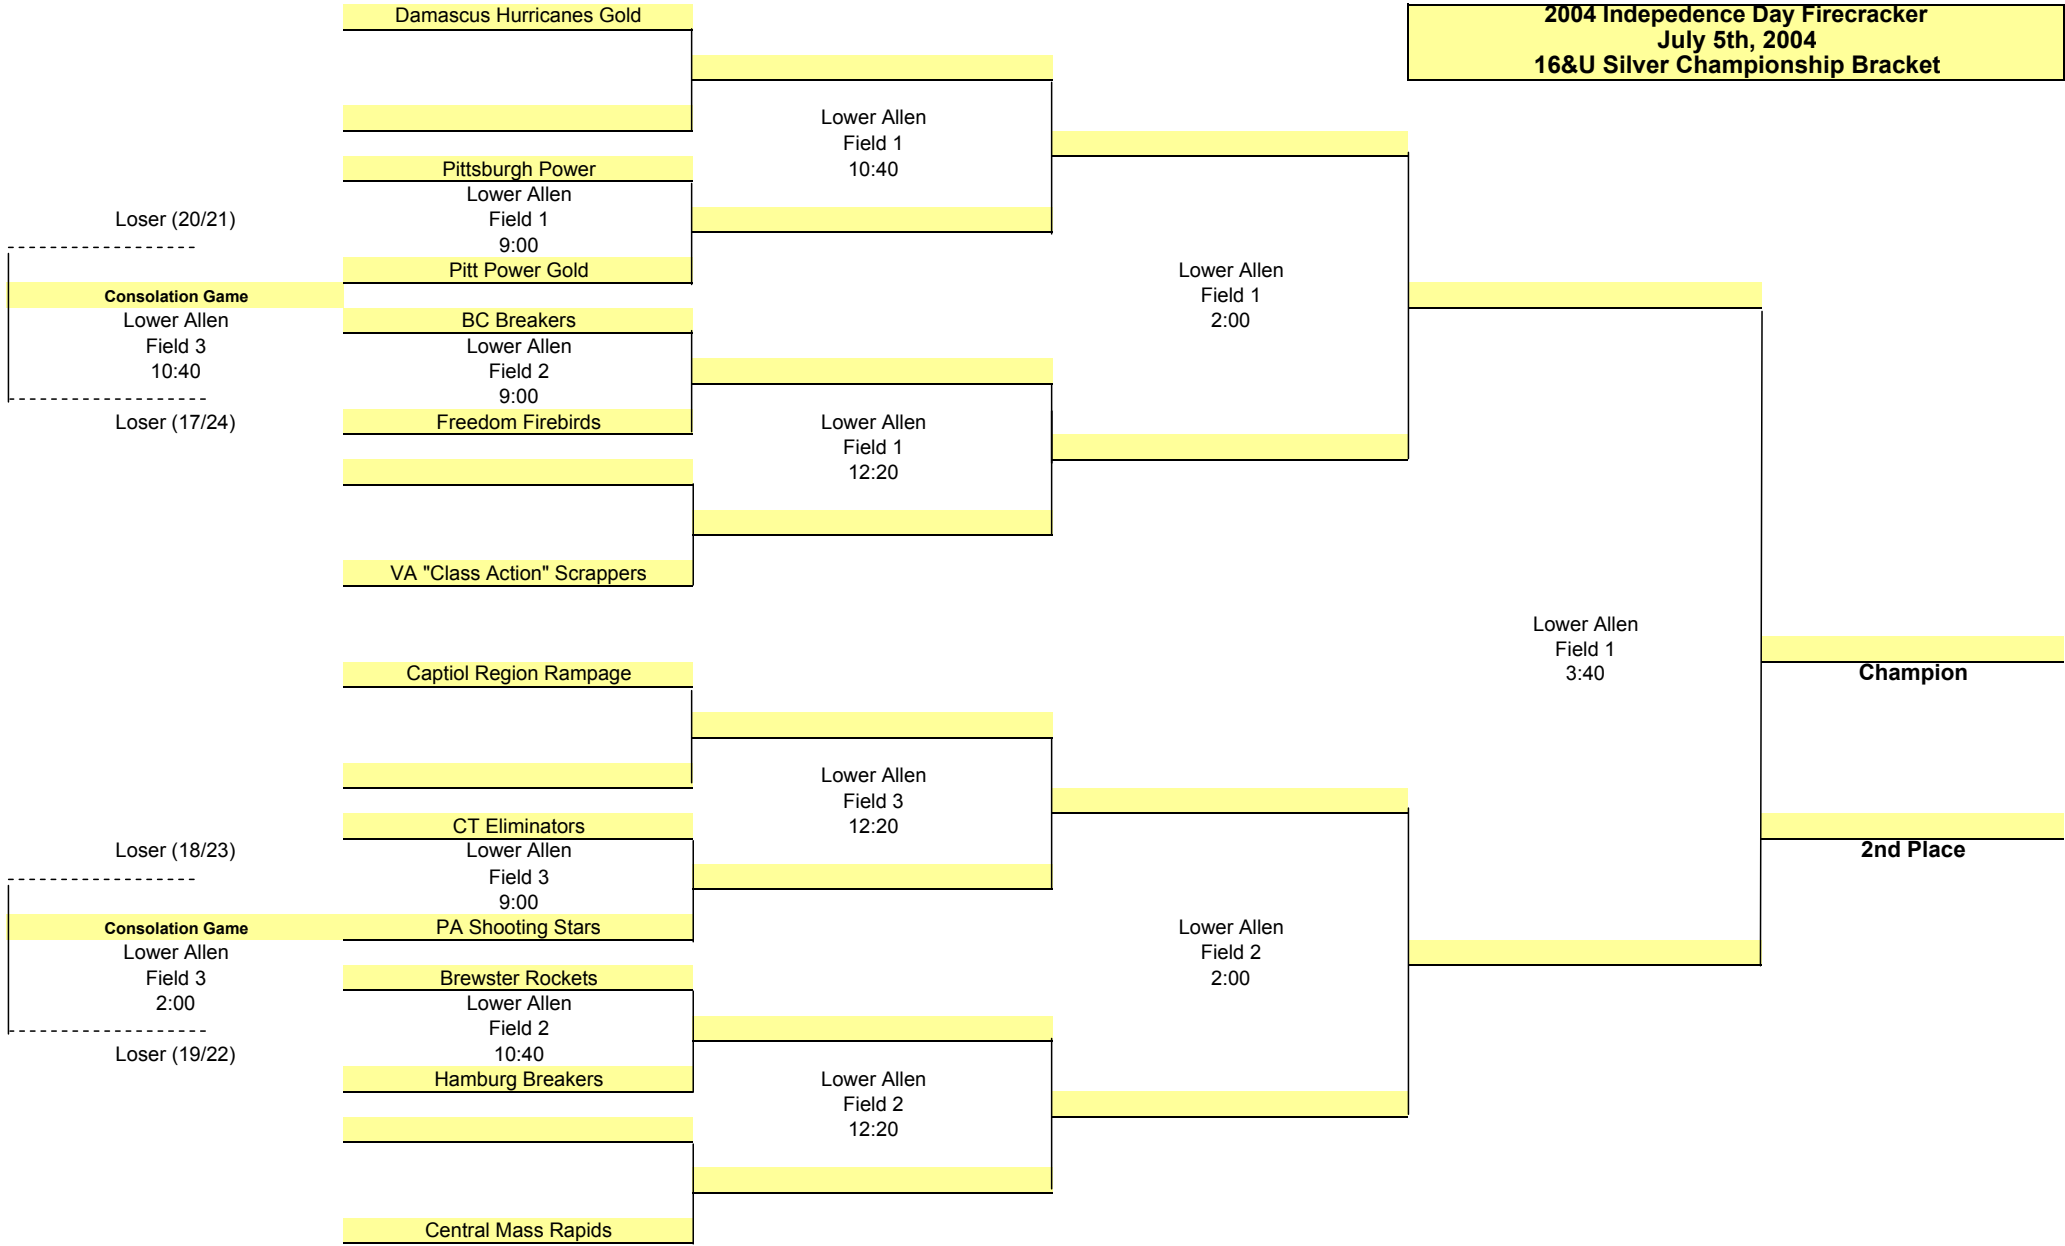 Damascus Hurricanes Gold
2004 Indepedence Day Firecracker
July 5th, 2004
16&U Silver Championship Bracket
Lower Allen
Field 1
10:40
Pittsburgh Power
Lower Allen
Field 1
9:00
Pitt Power Gold
Loser (20/21)
Consolation Game
Lower Allen
Field 3
10:40
Loser (17/24)
BC Breakers
Lower Allen
Field 2
9:00
Freedom Firebirds
Lower Allen
Field 1
12:20
Lower Allen
Field 1
2:00
VA "Class Action" Scrappers
Lower Allen
Field 1
3:40
Champion
2nd Place
Captiol Region Rampage
Lower Allen
Field 3
12:20
CT Eliminators
Lower Allen
Field 3
9:00
PA Shooting Stars
Loser (18/23)
Consolation Game
Lower Allen
Field 3
2:00
Loser (19/22)
Brewster Rockets
Lower Allen
Field 2
10:40
Hamburg Breakers
Lower Allen
Field 2
2:00
Lower Allen
Field 2
12:20
Central Mass Rapids